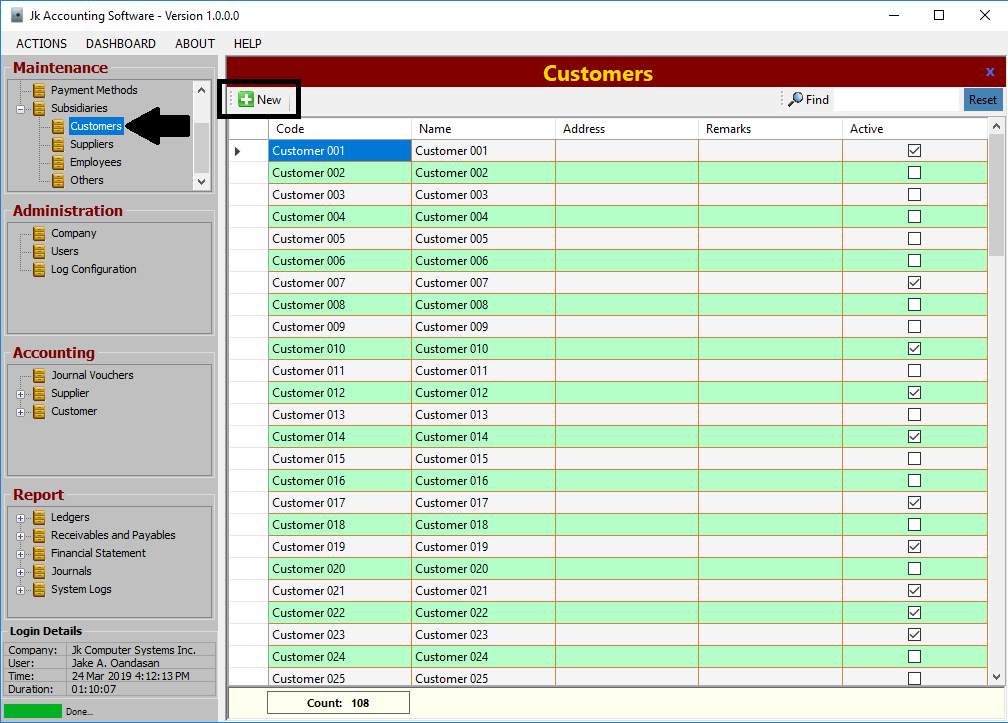 Jk Accounting Software - Version 1.0.0.0
ACTIONS DASHBOARD ABOUT HELP
Maintenance
Payment Methods
Subsidiaries
Customers
Suppliers
Employees
Others
Administration
Company
Users
Log Configuration
Accounting
Journal Vouchers
Supplier
Customer
Report
Ledgers
Receivables and Payables
Financial Statement
Journals
System Logs
Login Details
Company: Jk Computer Systems Inc.
User: Jake A. Oandasan
Time: 24 Mar 2019 4:12:13 PM
Duration: 01:10:07
Done...
Customers x
New Find Reset
Code Name Address Remarks Active
Customer 001 Customer 001
Customer 002 Customer 002
Customer 003 Customer 003
Customer 004 Customer 004
Customer 005 Customer 005
Customer 006 Customer 006
Customer 007 Customer 007
Customer 008 Customer 008
Customer 009 Customer 009
Customer 010 Customer 010
Customer 011 Customer 011
Customer 012 Customer 012
Customer 013 Customer 013
Customer 014 Customer 014
Customer 015 Customer 015
Customer 016 Customer 016
Customer 017 Customer 017
Customer 018 Customer 018
Customer 019 Customer 019
Customer 020 Customer 020
Customer 021 Customer 021
Customer 022 Customer 022
Customer 023 Customer 023
Customer 024 Customer 024
Customer 025 Customer 025
Count: 108